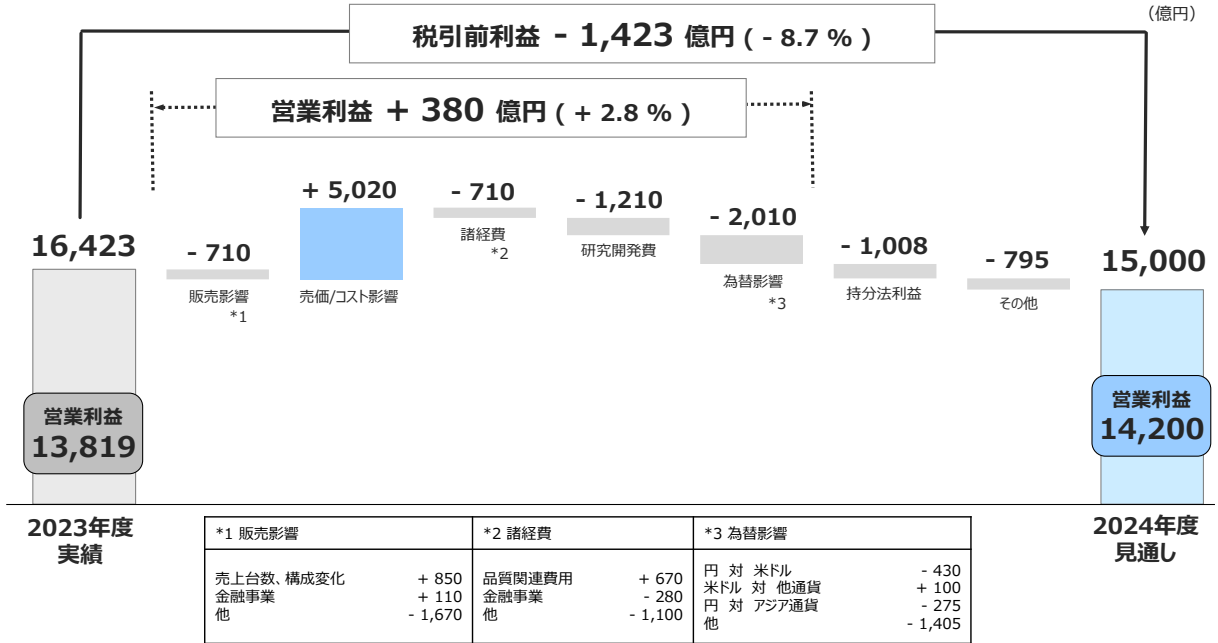 （億円）
税引前利益 - 1,423 億円 ( - 8.7 % )
営業利益 + 380 億円 ( + 2.8 % )
16,423
- 710
販売影響
*1
+ 5,020
売価/コスト影響
- 710
諸経費
*2
- 1,210
研究開発費
- 2,010
為替影響
*3
- 1,008
持分法利益
- 795
その他
15,000
営業利益
13,819
営業利益
14,200
2023年度
実績
2024年度
見通し
*1 販売影響
売上台数、構成変化 + 850
金融事業 + 110
他 - 1,670
*2 諸経費
品質関連費用 + 670
金融事業 - 280
他 - 1,100
*3 為替影響
円 対 米ドル - 430
米ドル 対 他通貨 + 100
円 対 アジア通貨 - 275
他 - 1,405